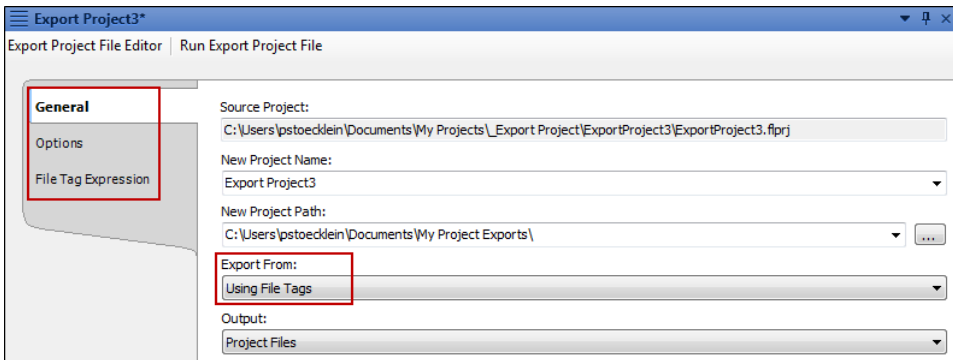 Export Project3*
Export Project File Editor | Run Export Project File
General
Options
File Tag Expression
Source Project:
C:\Users\pstoecklein\Documents\My Projects\_Export Project\ExportProject3\ExportProject3.flprj
New Project Name:
Export Project3
New Project Path:
C:\Users\pstoecklein\Documents\My Project Exports\
...
Export From:
Using File Tags
Output:
Project Files